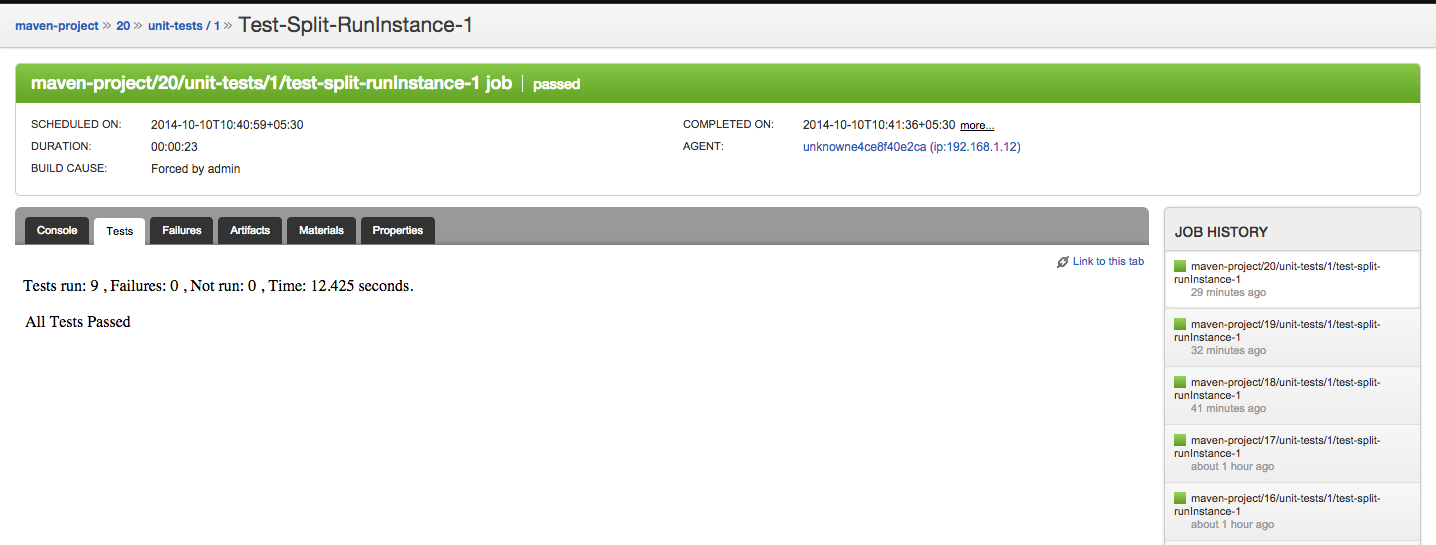 maven-project » 20 » unit-tests / 1 » Test-Split-RunInstance-1
maven-project/20/unit-tests/1/test-split-runInstance-1 job | passed
SCHEDULED ON: 2014-10-10T10:40:59+05:30
COMPLETED ON: 2014-10-10T10:41:36+05:30 more...
DURATION: 00:00:23
AGENT: unknowne4ce8f40e2ca (ip:192.168.1.12)
BUILD CAUSE: Forced by admin
Console Tests Failures Artifacts Materials Properties
Link to this tab
Tests run: 9 , Failures: 0 , Not run: 0 , Time: 12.425 seconds.
All Tests Passed
JOB HISTORY
maven-project/20/unit-tests/1/test-split-
runInstance-1
29 minutes ago
maven-project/19/unit-tests/1/test-split-
runInstance-1
32 minutes ago
maven-project/18/unit-tests/1/test-split-
runInstance-1
41 minutes ago
maven-project/17/unit-tests/1/test-split-
runInstance-1
about 1 hour ago
maven-project/16/unit-tests/1/test-split-
runInstance-1
about 1 hour ago